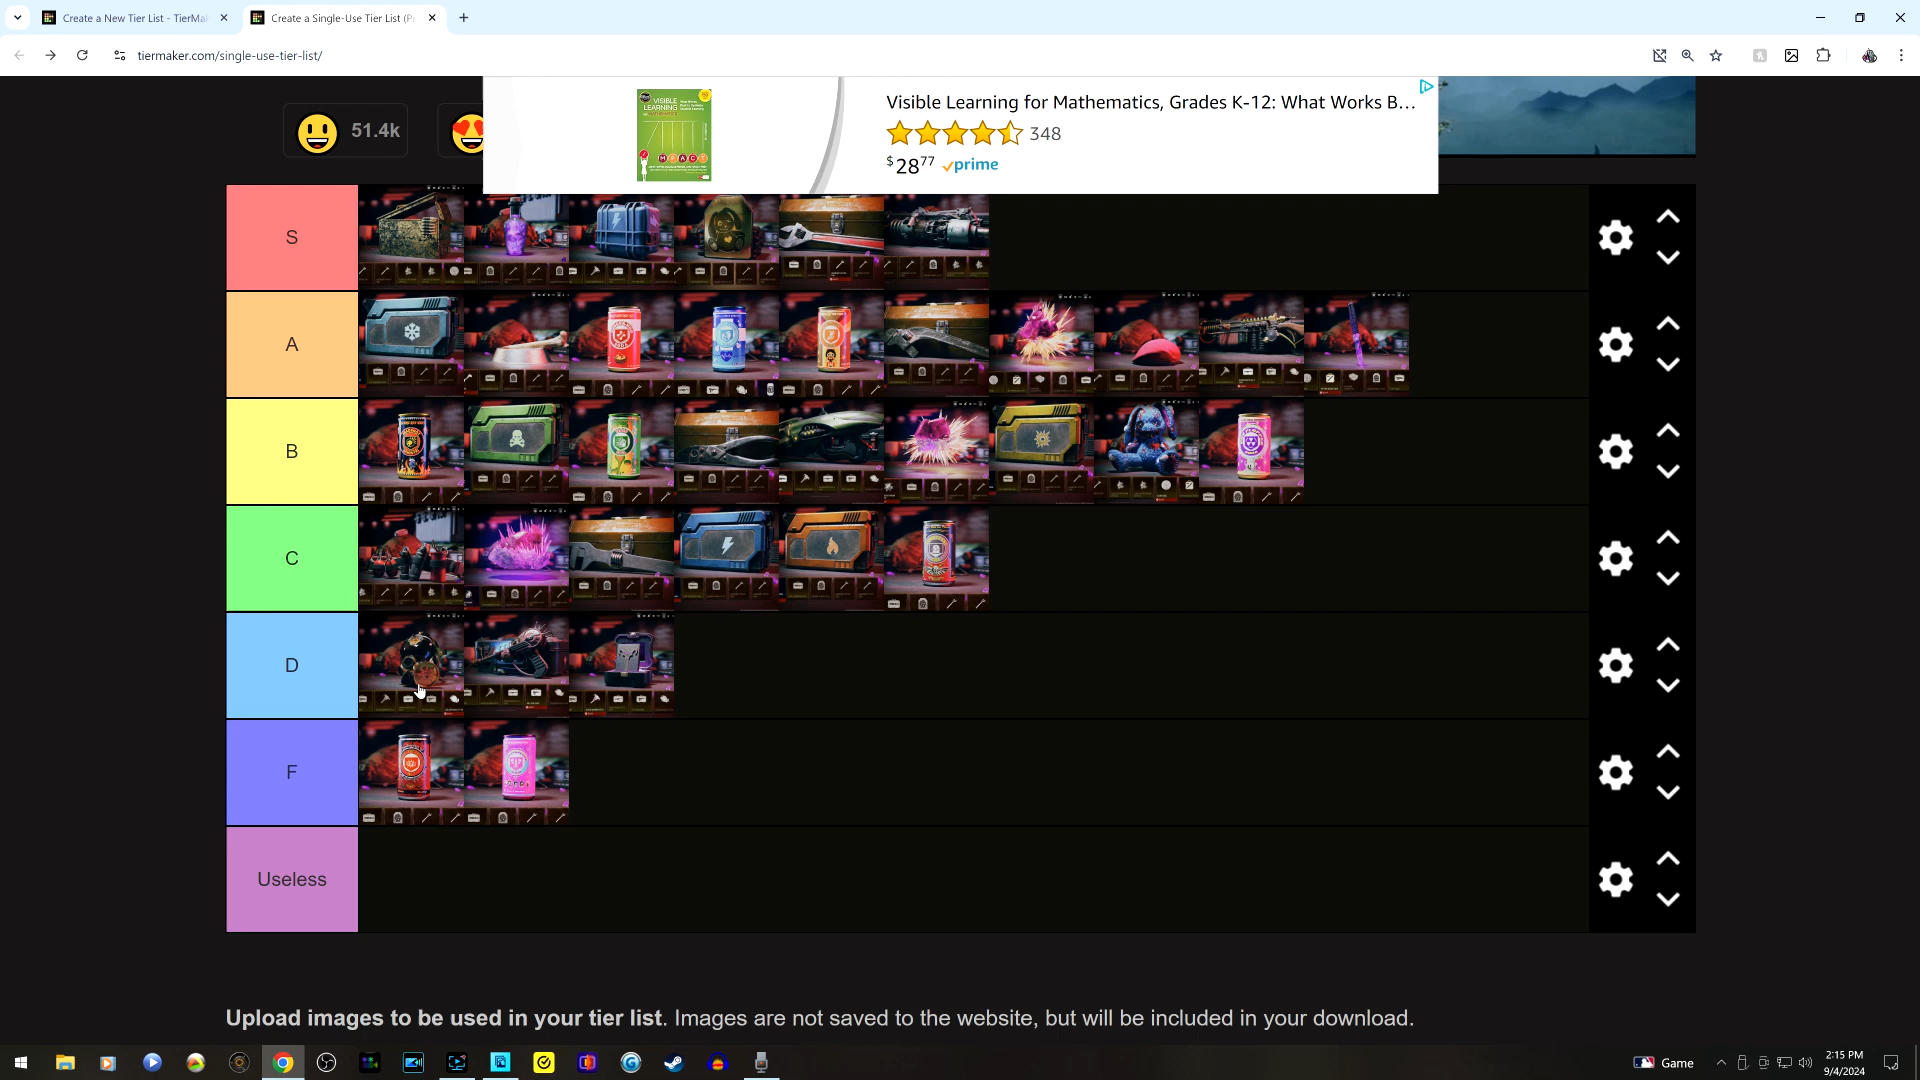 Create a New Tier List - TierMa
Create a Single-Use Tier List (P
tiermaker.com/single-use-tier-list/
51.4k
VISIBLE LEARNING
Visible Learning for Mathematics, Grades K-12: What Works B...
348
$28.77 prime
S
A
B
C
D
F
Useless
Upload images to be used in your tier list. Images are not saved to the website, but will be included in your download.
Game
2:15 PM
9/4/2024